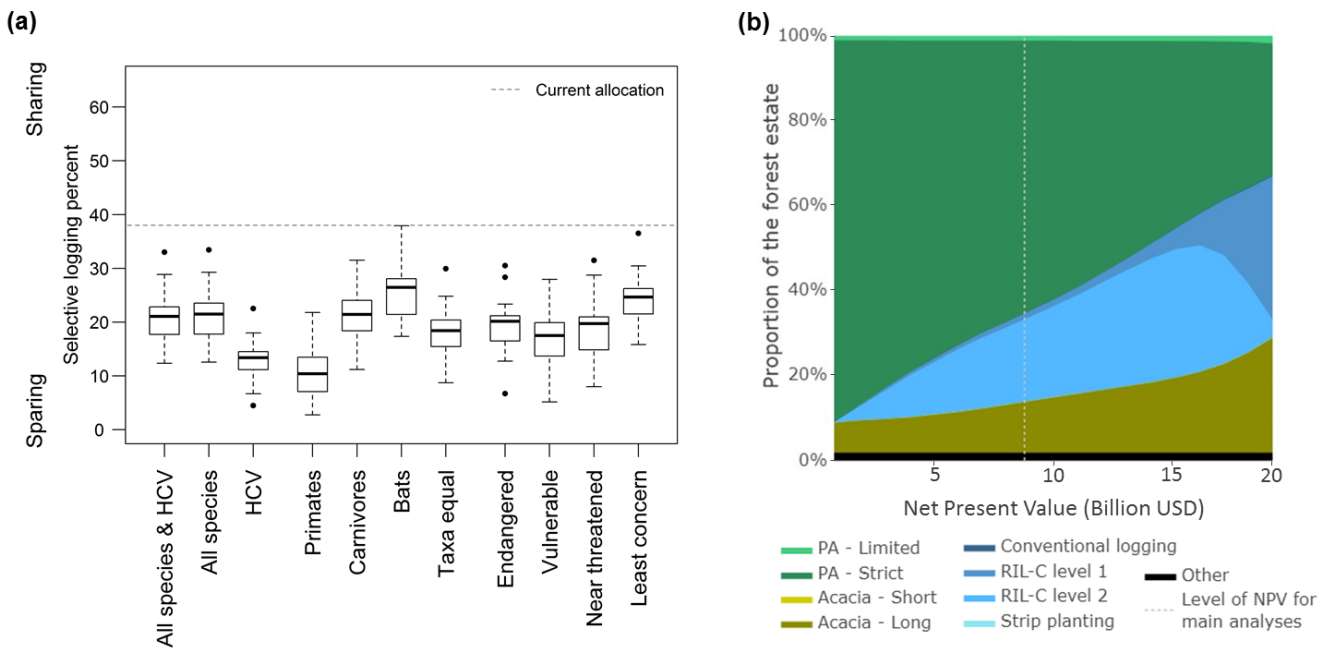 (a)
Sharing
Sparing
Selective logging percent
60
50
40
30
20
10
0
Current allocation
All species & HCV
All species
HCV
Primates
Carnivores
Bats
Taxa equal
Endangered
Vulnerable
Near threatened
Least concern
(b)
Proportion of the forest estate
100%
80%
60%
40%
20%
0%
5
10
15
20
Net Present Value (Billion USD)
PA - Limited
PA - Strict
Acacia - Short
Acacia - Long
Conventional logging
RIL-C level 1
RIL-C level 2
Strip planting
Other
Level of NPV for
main analyses